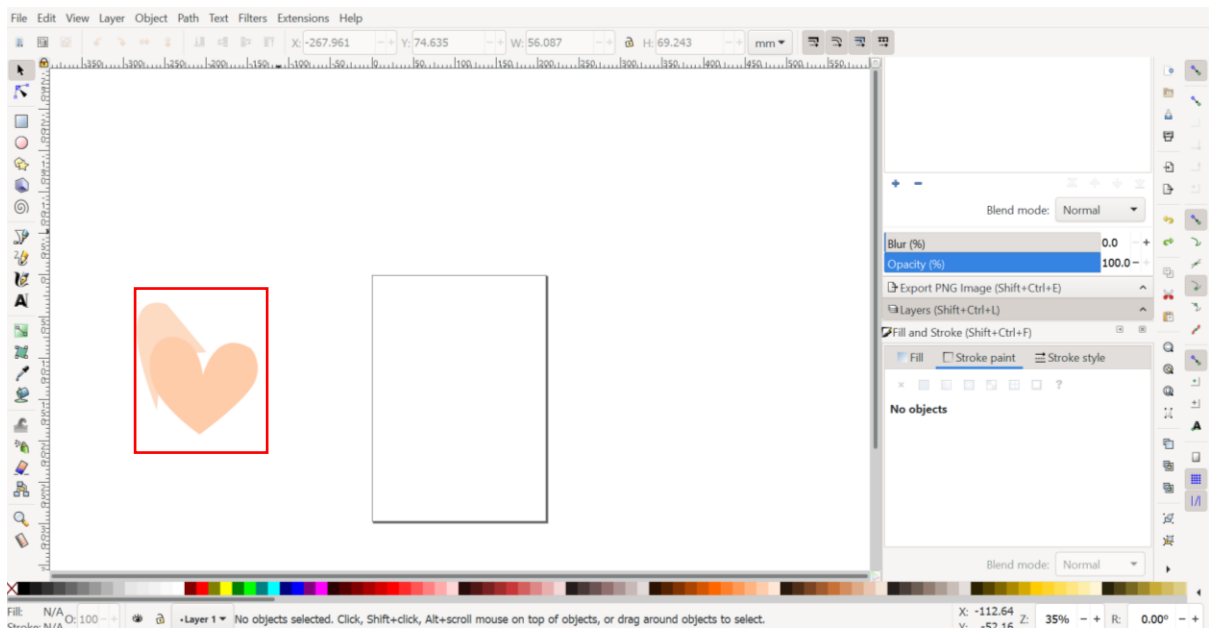 File Edit View Layer Object Path Text Filters Extensions Help
X: -267.961 - + Y: 74.635 - + W: 56.087 - + H: 69.243 - + mm
Blend mode: Normal
Blur (%) 0.0 - +
Opacity (%) 100.0 - +
Export PNG Image (Shift+Ctrl+E)
Layers (Shift+Ctrl+L)
Fill and Stroke (Shift+Ctrl+F)
Fill Stroke paint Stroke style
?
No objects
Blend mode: Normal
Fill: N/A
Stroke: N/A
O: 100 - +
Layer 1
No objects selected. Click, Shift+click, Alt+scroll mouse on top of objects, or drag around objects to select.
X: -112.64
Y: -52.16
Z: 35% - + R: 0.00° - +